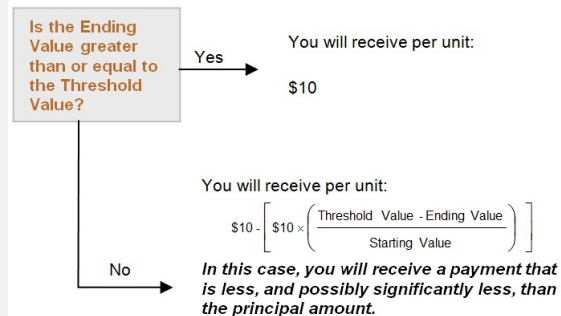 Is the Ending
Value greater
than or equal to
the Threshold
Value?
Yes
You will receive per unit:
$10
You will receive per unit:
$10 - [ $10 × ( Threshold Value - Ending Value / Starting Value ) ]
No
In this case, you will receive a payment that
is less, and possibly significantly less, than
the principal amount.